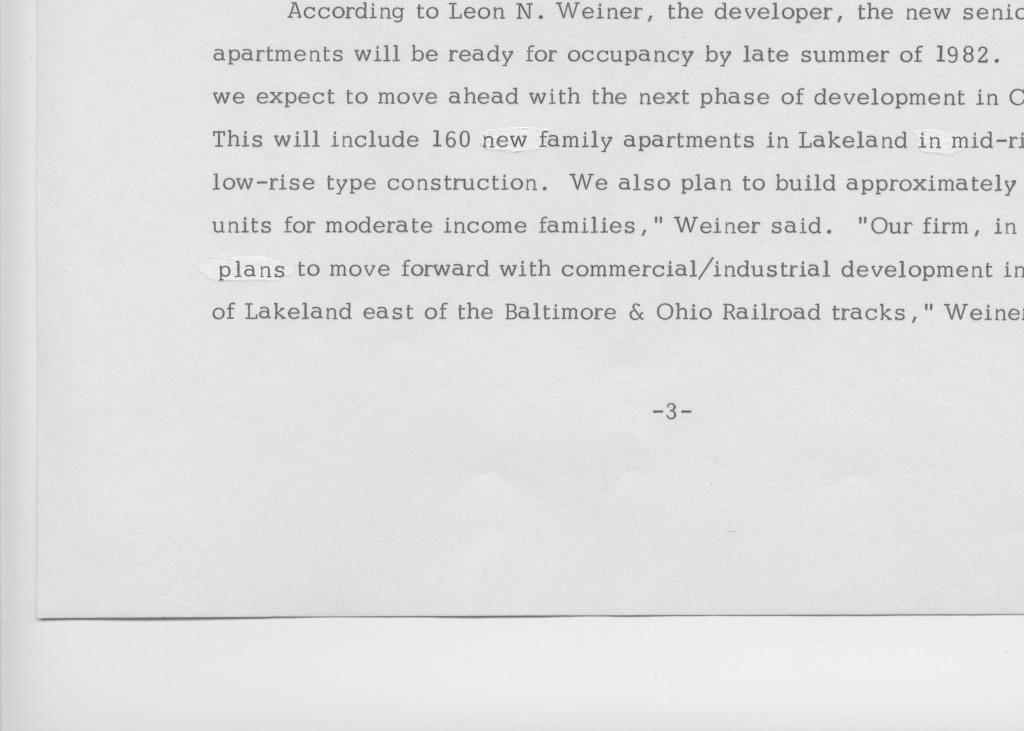 According to Leon N. Weiner, the developer, the new
apartments will be ready for occupancy by late summer of 1982.
we expect to move ahead with the next phase of development in
This will include 160 new family apartments in Lakeland in
low-rise type construction.  We also plan to build approximately
units for moderate income families," Weiner said.  "Our firm, in
plans to move forward with commercial/industrial development in
of Lakeland east of the Baltimore & Ohio Railroad tracks," Weiner
-3-